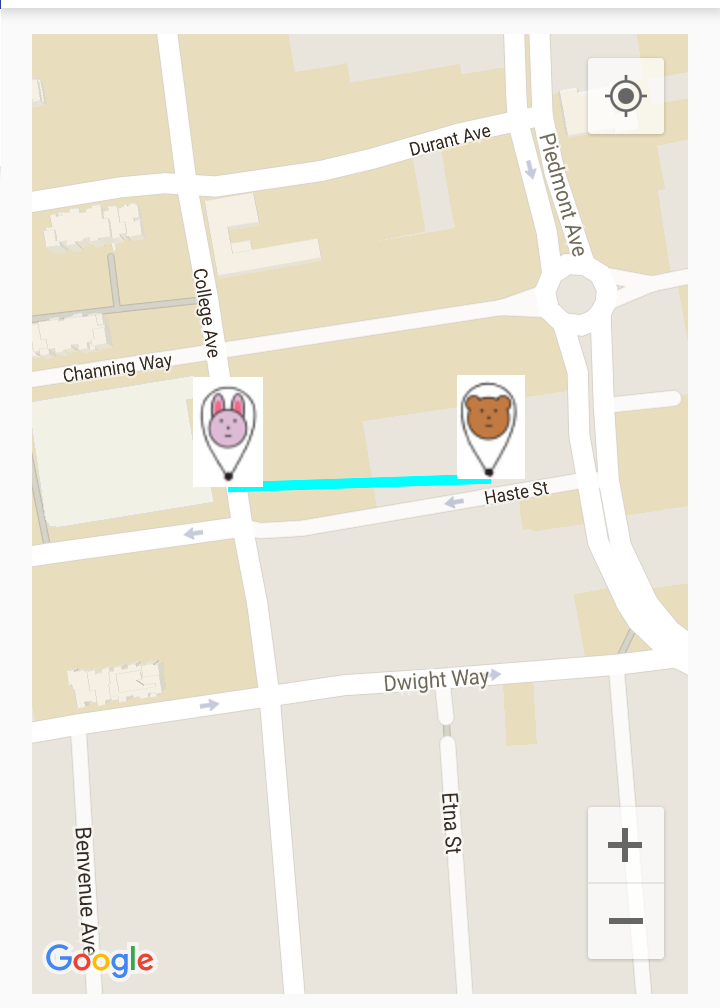 Durant Ave
Piedmont Ave
College Ave
Channing Way
Haste St
Dwight Way
Etna St
Benvenue Ave
Google